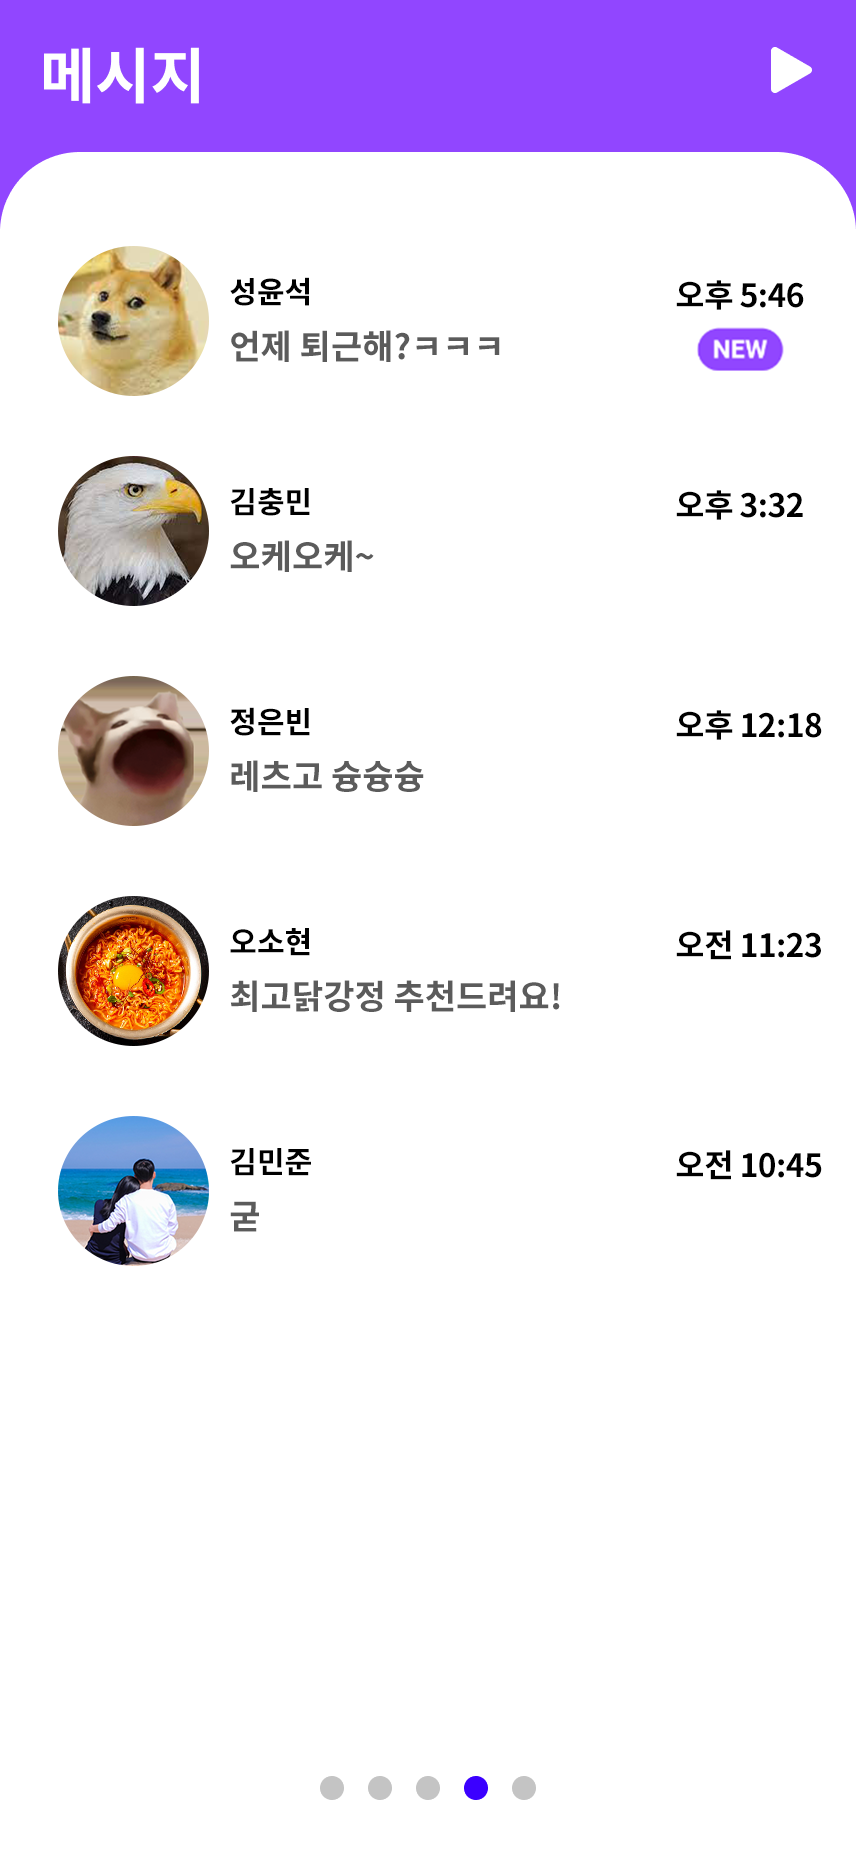 메시지
성윤석
오후 5:46
언제 퇴근해?ㅋㅋㅋ
NEW
김충민
오후 3:32
오케오케~
정은빈
오후 12:18
레츠고 슝슝슝
오소현
오전 11:23
최고닭강정 추천드려요!
김민준
오전 10:45
굳